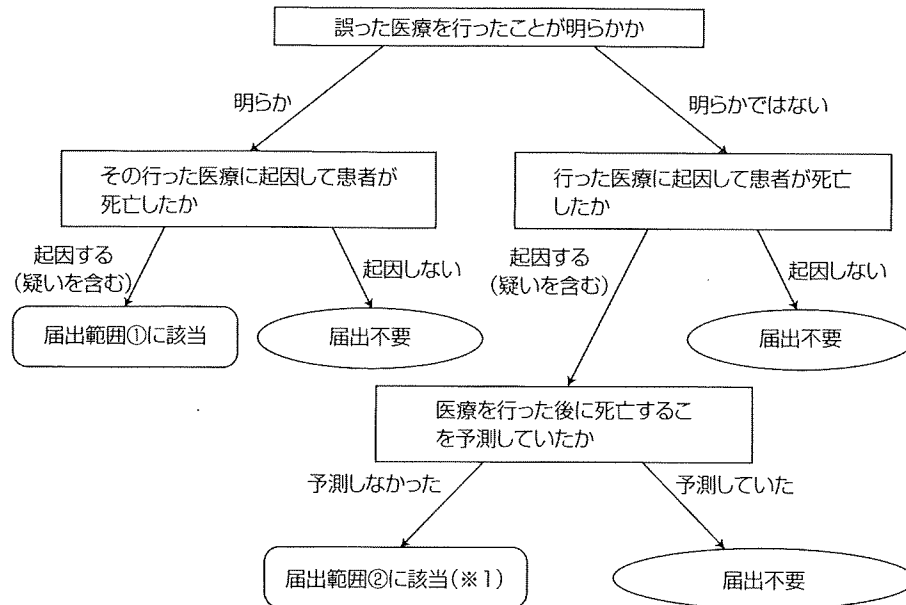 誤った医療を行ったことが明らかか
明らか
明らかではない
その行った医療に起因して患者が
死亡したか
行った医療に起因して患者が死亡
したか
起因する
(疑いを含む)
起因しない
起因する
(疑いを含む)
起因しない
届出範囲①に該当
届出不要
届出不要
医療を行った後に死亡するこ
を予測していたか
予測しなかった
予測していた
届出範囲②に該当(※1)
届出不要